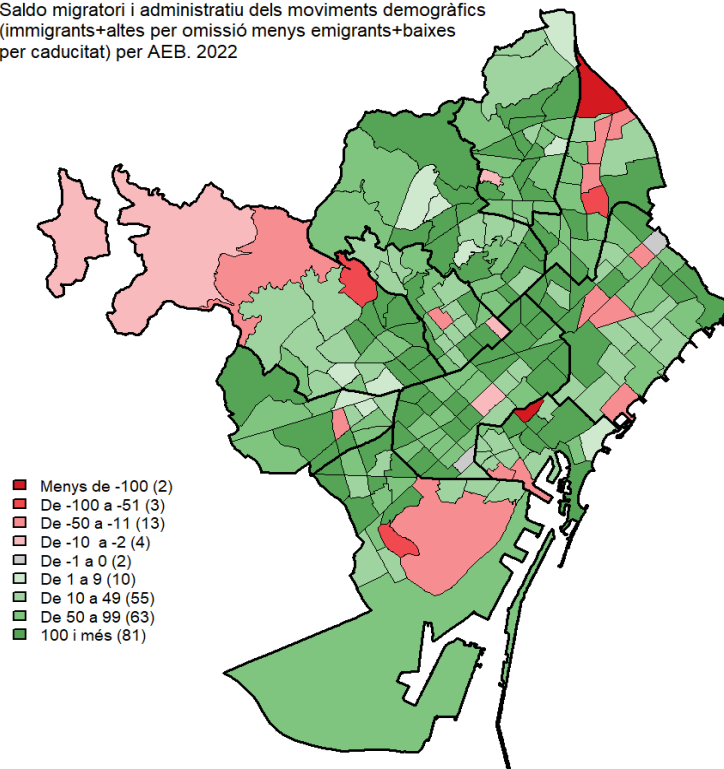 Saldo migratori i administratiu dels moviments demogràfics
(immigrants+altes per omissió menys emigrants+baixes
per caducitat) per AEB. 2022
Menys de -100 (2)
De -100 a -51 (3)
De -50 a -11 (13)
De -10 a -2 (4)
De -1 a 0 (2)
De 1 a 9 (10)
De 10 a 49 (55)
De 50 a 99 (63)
100 i més (81)